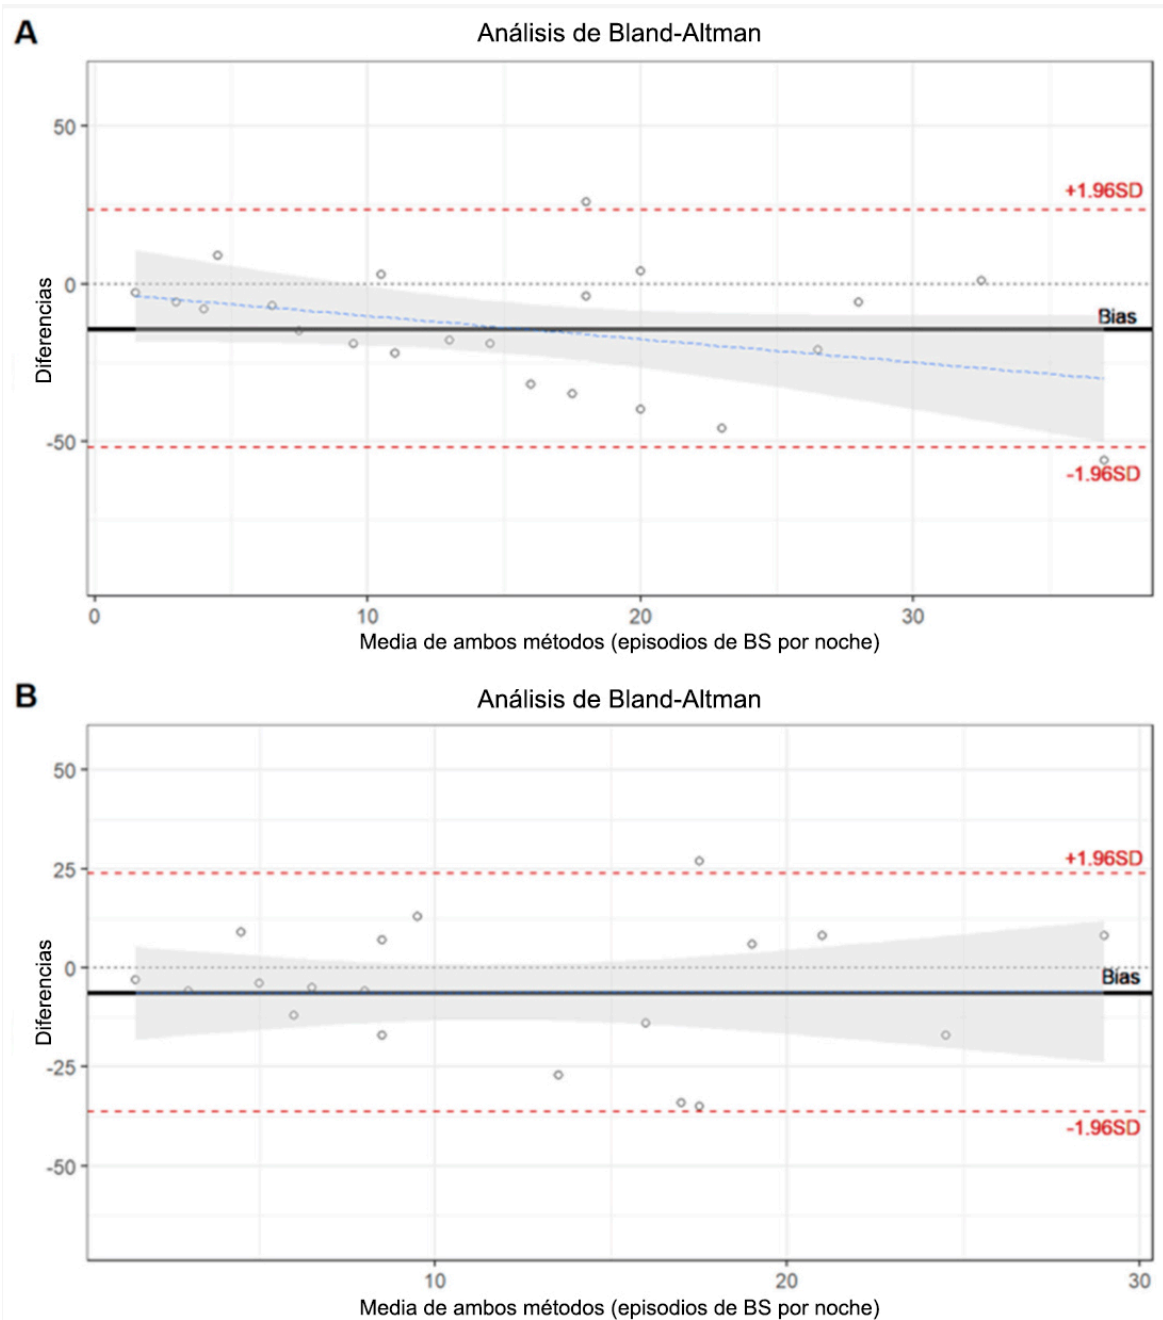 A
Análisis de Bland-Altman
50
+1.96SD
0
Bias
Diferencias
-50
-1.96SD
0 10 20 30
Media de ambos métodos (episodios de BS por noche)
B
Análisis de Bland-Altman
50
+1.96SD
25
0
Bias
Diferencias
-25
-1.96SD
-50
10 20 30
Media de ambos métodos (episodios de BS por noche)